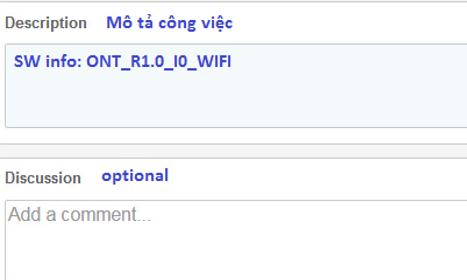 Description Mô tả công việc
SW info: ONT_R1.0_I0_WIFI
Discussion optional
Add a comment...